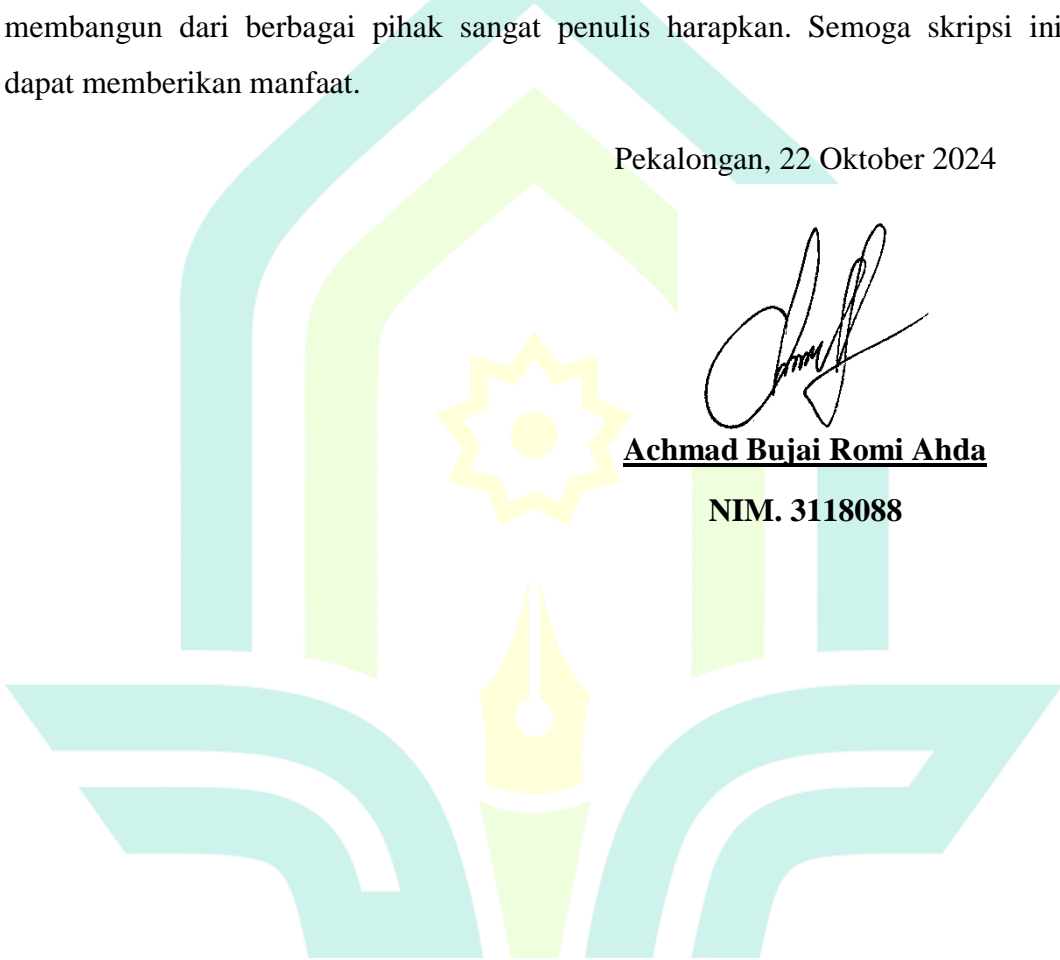 membangun dari berbagai pihak sangat penulis harapkan. Semoga skripsi ini
dapat memberikan manfaat.
Pekalongan, 22 Oktober 2024
Achmad Bujai Romi Ahda
NIM. 3118088